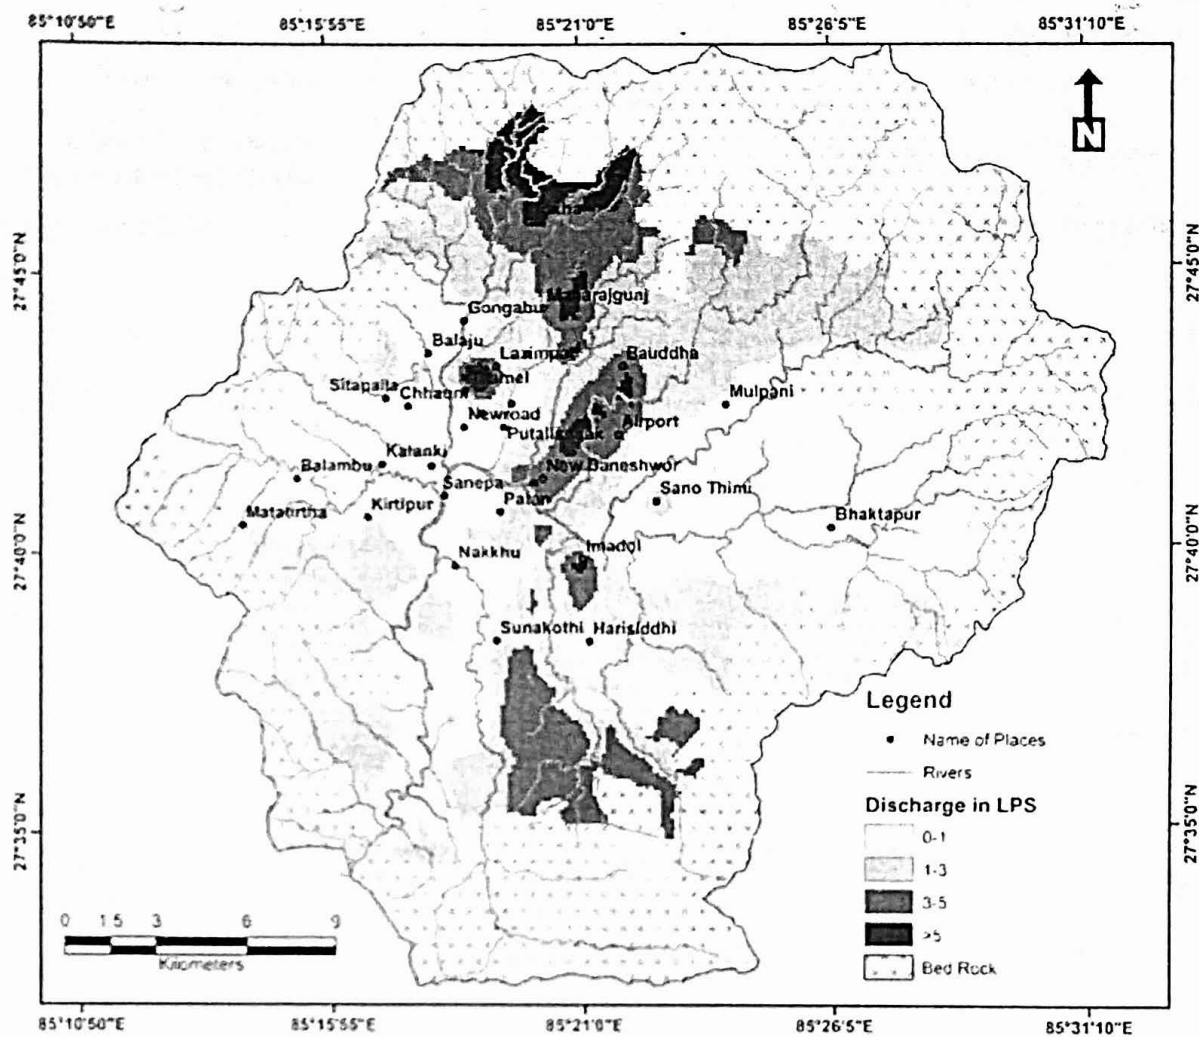 85°10'50"E 85°15'55"E 85°21'0"E 85°26'5"E 85°31'10"E
N
27°45'0"N
27°45'0"N
Maharajgunj
Gongabu
Balaju
Bauddha
Sitapaila
Chhauni
Mulpani
Newroad
Airport
Putalisadak
Kalanki
Balambu
New Baneshwor
Sanepa
Sano Thimi
Patan
Kirtipur
Matatirtha
Bhaktapur
27°40'0"N
27°40'0"N
Nakkhu
Imadol
Sunakothi
Harisiddhi
Legend
Name of Places
Rivers
Discharge in LPS
0-1
1-3
3-5
>5
Bed Rock
27°35'0"N
27°35'0"N
0 1.5 3 6 9
Kilometers
85°10'50"E 85°15'55"E 85°21'0"E 85°26'5"E 85°31'10"E